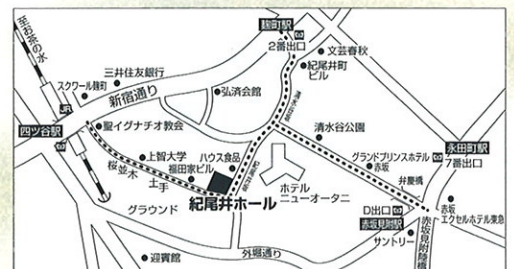 至お茶の水
麹町駅
2番出口
文芸春秋
三井住友銀行
スクワール麹町
新宿通り
弘済会館
紀尾井町
ビル
JR
四ツ谷駅
聖イグナチオ教会
清水谷公園
上智大学
福田家ビル
ハウス食品
桜並木
土手
グランドプリンスホテル
赤坂
永田町駅
7番出口
弁慶橋
ホテル
ニューオータニ
グラウンド
紀尾井ホール
D出口
赤坂見附駅
赤坂
エクセルホテル東急
サントリー
外堀通り
迎賓館
赤坂見附陸橋